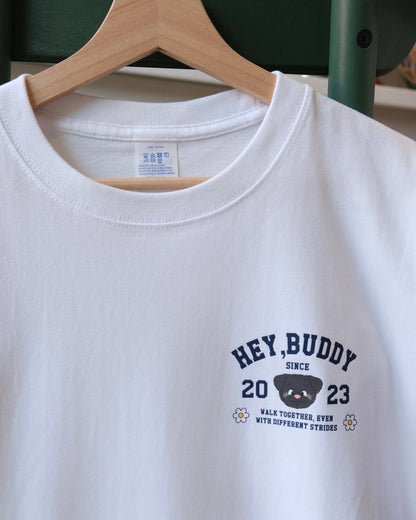 HEY, BUDDY
SINCE
20 23
WALK TOGETHER, EVEN
WITH DIFFERENT STRIDES